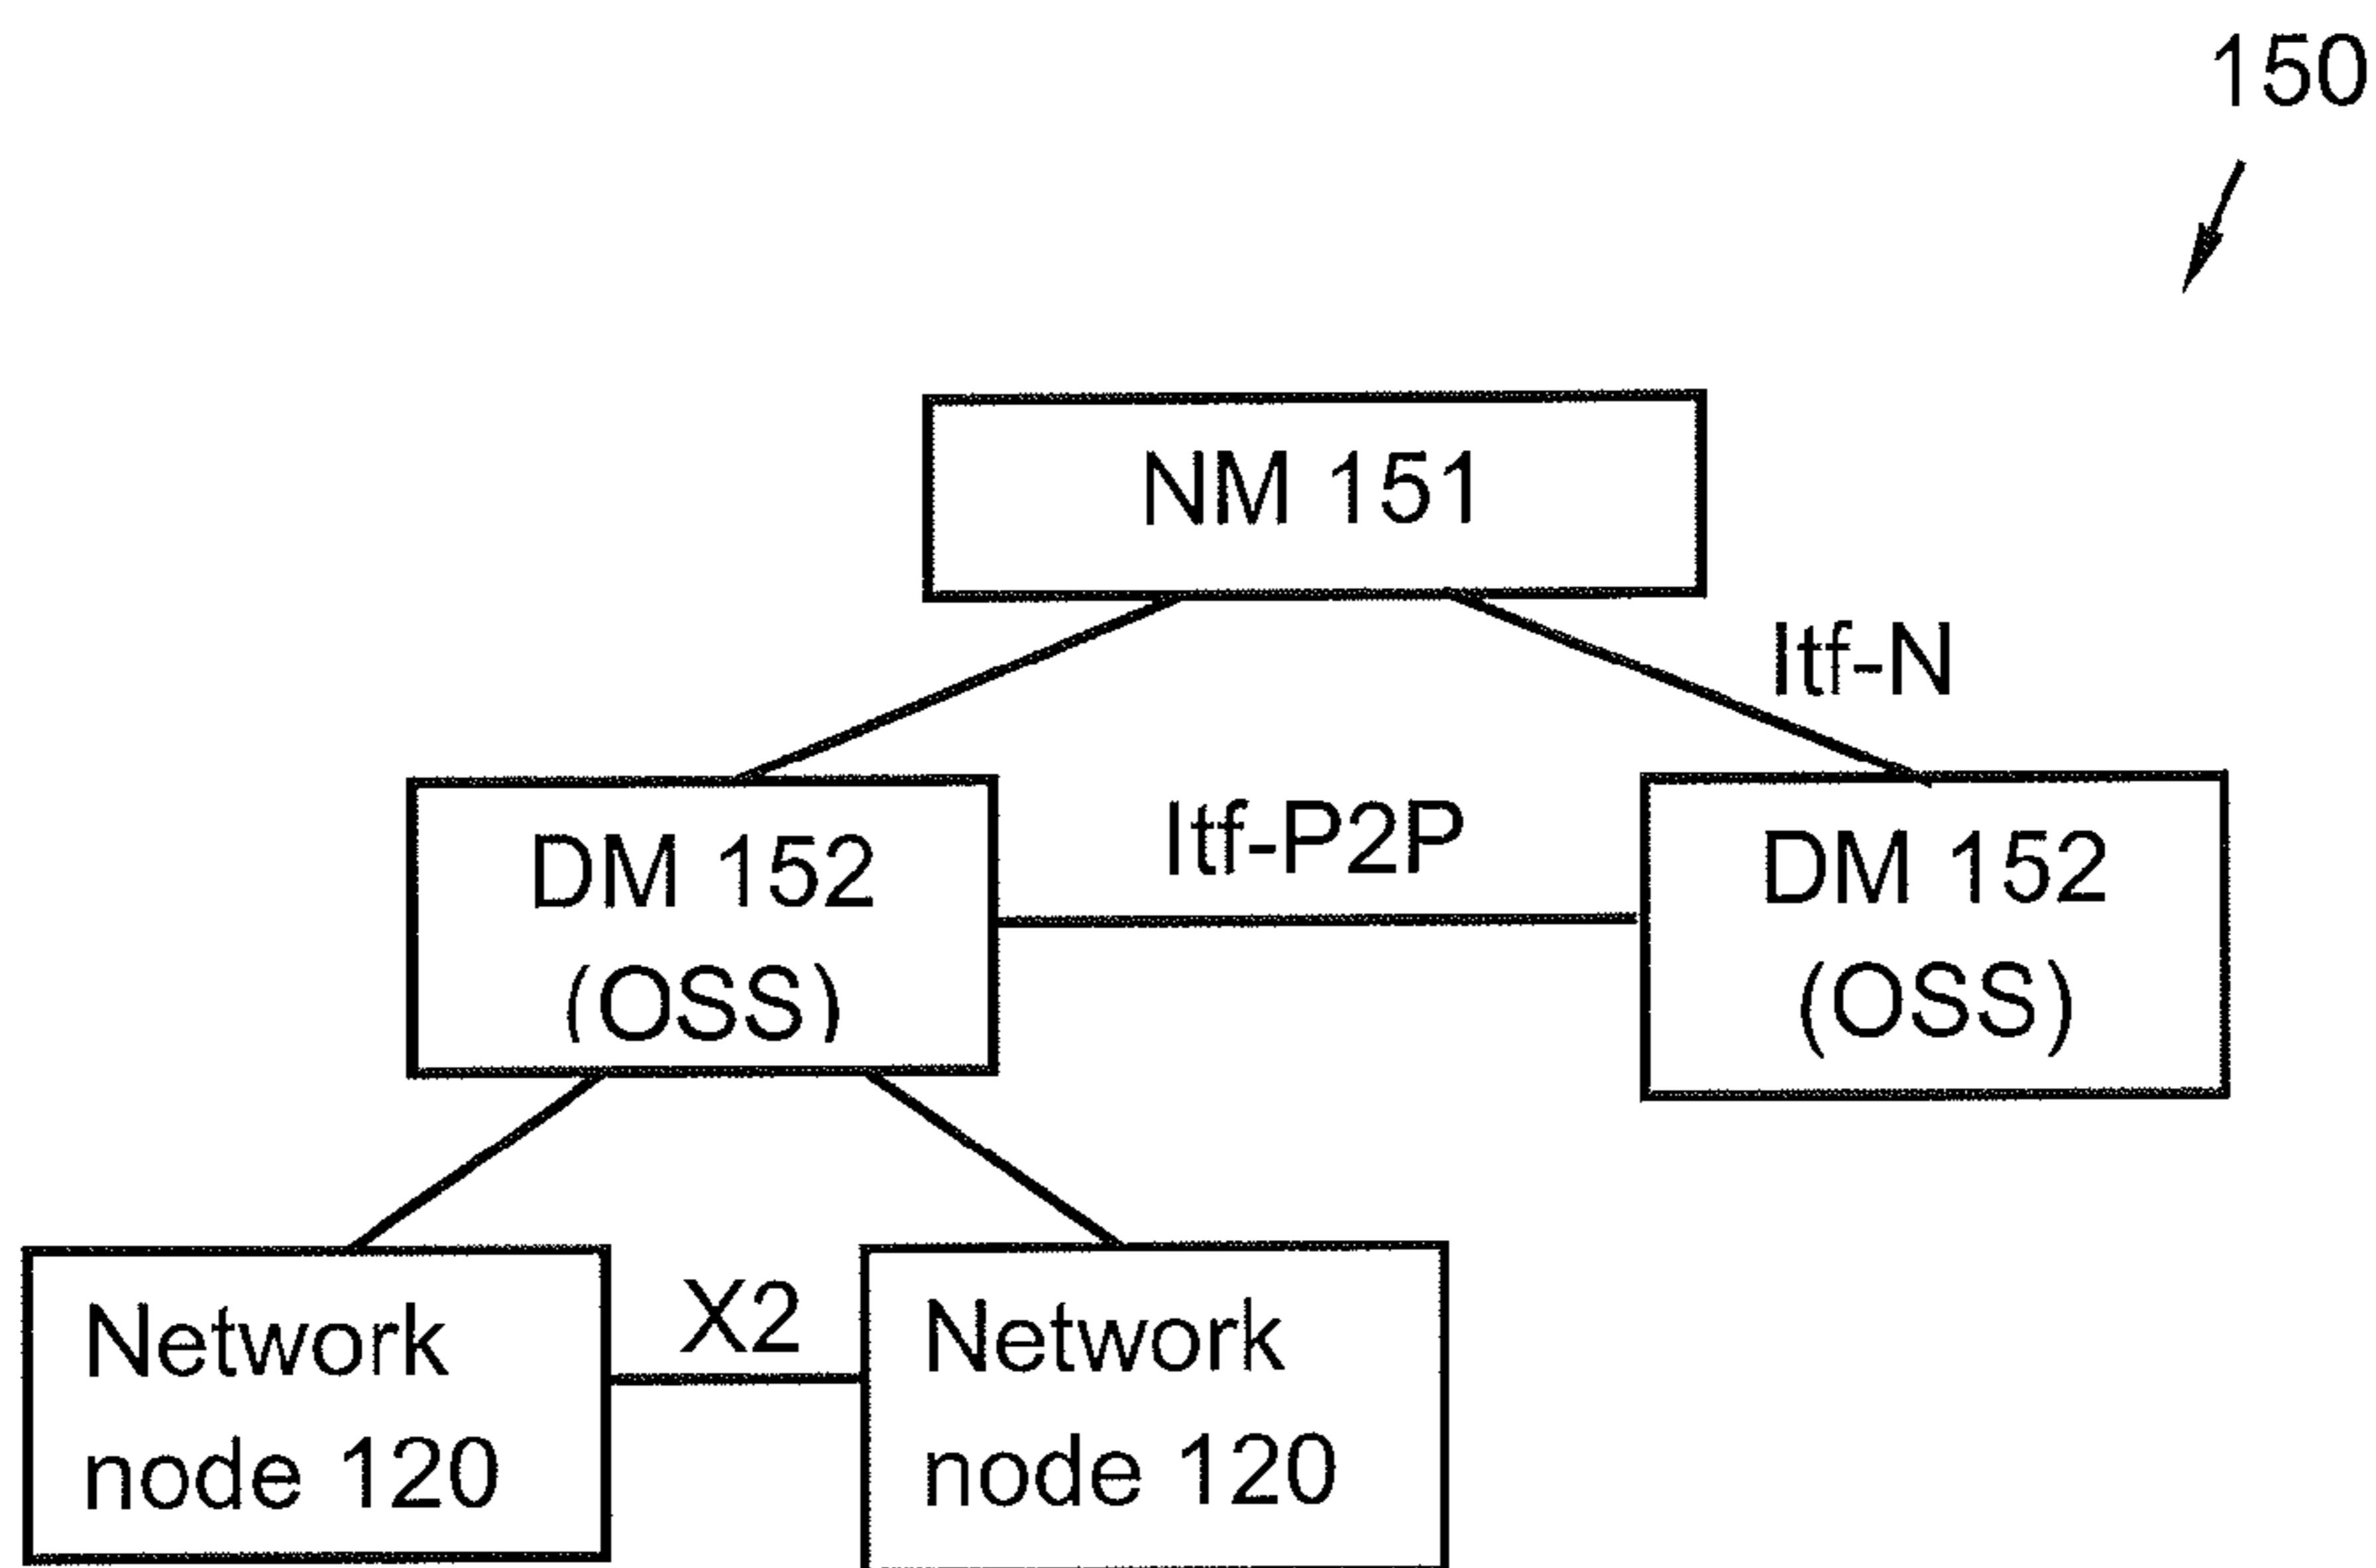 150
NM 151
Itf-N
DM 152
(OSS)
Itf-P2P
DM 152
(OSS)
Network
node 120
X2
Network
node 120